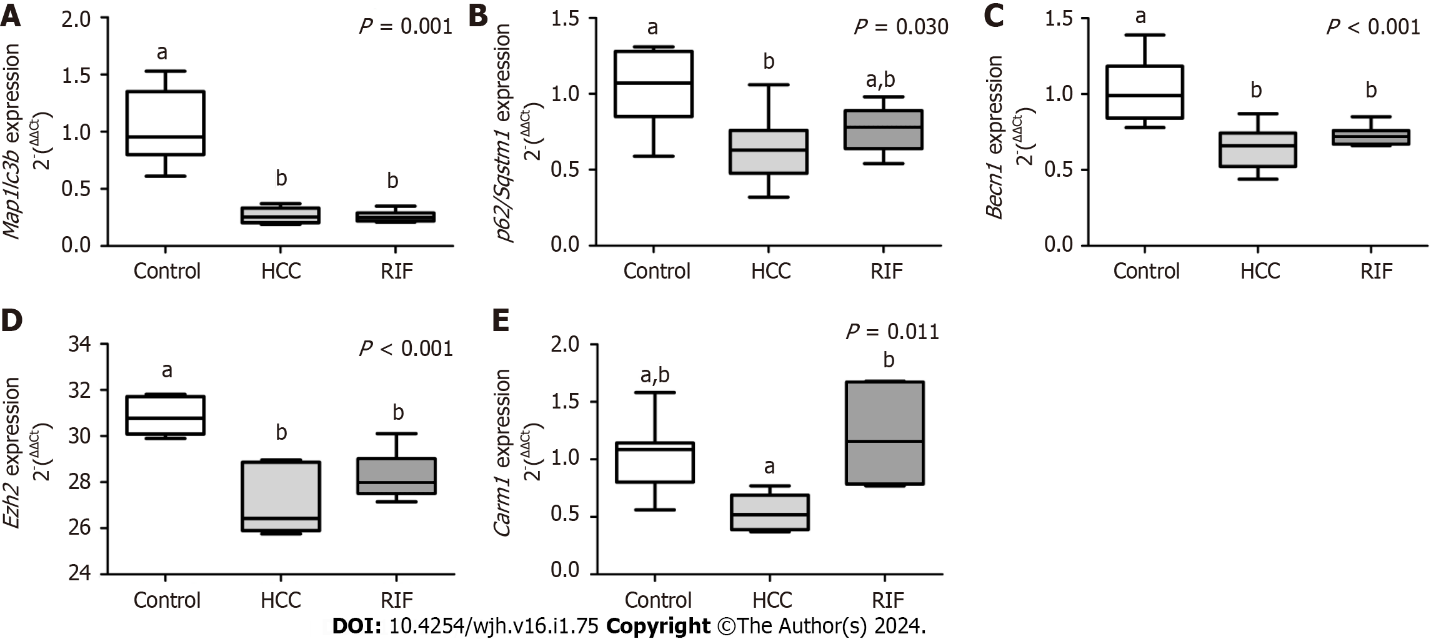 A
Map1lc3b expression
2-(ΔΔCt)
2.0
1.5
1.0
0.5
0.0
P = 0.001
a
b
b
Control HCC RIF
B
p62/Sqstm1 expression
2-(ΔΔCt)
1.5
1.0
0.5
0.0
P = 0.030
a
b
a,b
Control HCC RIF
C
Becn1 expression
2-(ΔΔCt)
1.5
1.0
0.5
0.0
P < 0.001
a
b
b
Control HCC RIF
D
Ezh2 expression
2-(ΔΔCt)
34
32
30
28
26
24
P < 0.001
a
b
b
Control HCC RIF
E
Carm1 expression
2-(ΔΔCt)
2.0
1.5
1.0
0.5
0.0
P = 0.011
a,b
a
b
Control HCC RIF
DOI: 10.4254/wjh.v16.i1.75 Copyright ©The Author(s) 2024.